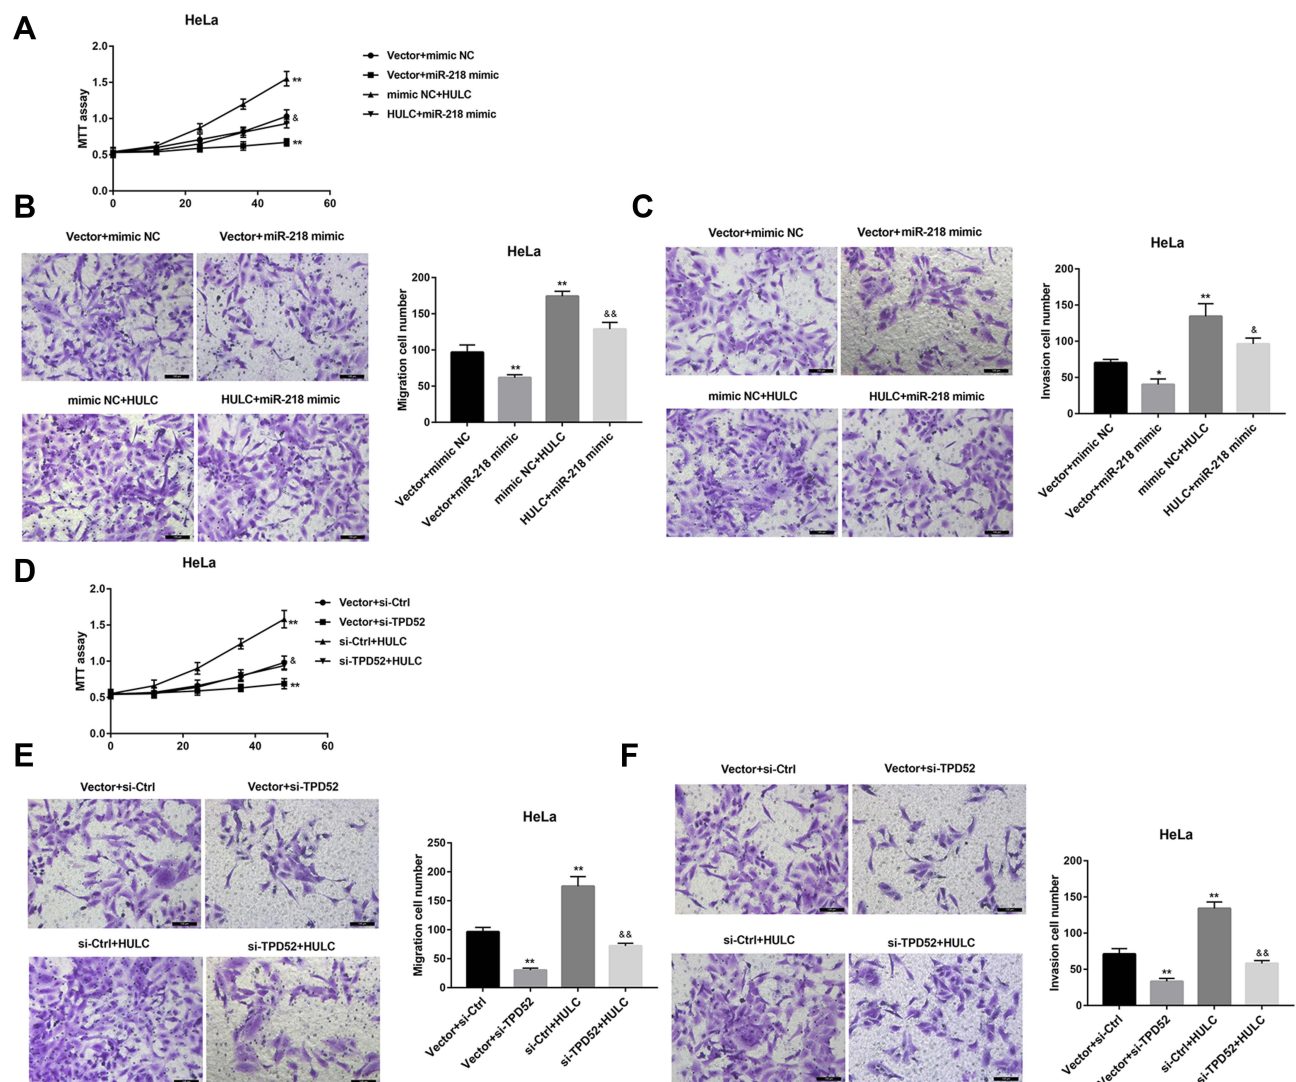 A
HeLa
MTT assay
2.0
1.5
1.0
0.5
0.0
0
20
40
60
**
&
**
Vector+mimic NC
Vector+miR-218 mimic
mimic NC+HULC
HULC+miR-218 mimic
B
Vector+mimic NC
Vector+miR-218 mimic
mimic NC+HULC
HULC+miR-218 mimic
HeLa
Migration cell number
200
150
100
50
0
**
**
&&
Vector+mimic NC
Vector+miR-218 mimic
mimic NC+HULC
HULC+miR-218 mimic
C
Vector+mimic NC
Vector+miR-218 mimic
mimic NC+HULC
HULC+miR-218 mimic
HeLa
Invasion cell number
200
150
100
50
0
*
**
&
Vector+mimic NC
Vector+miR-218 mimic
mimic NC+HULC
HULC+miR-218 mimic
D
HeLa
MTT assay
2.0
1.5
1.0
0.5
0.0
0
20
40
60
**
&
**
Vector+si-Ctrl
Vector+si-TPD52
si-Ctrl+HULC
si-TPD52+HULC
E
Vector+si-Ctrl
Vector+si-TPD52
si-Ctrl+HULC
si-TPD52+HULC
HeLa
Migration cell number
250
200
150
100
50
0
**
**
&&
Vector+si-Ctrl
Vector+si-TPD52
si-Ctrl+HULC
si-TPD52+HULC
F
Vector+si-Ctrl
Vector+si-TPD52
si-Ctrl+HULC
si-TPD52+HULC
HeLa
Invasion cell number
200
150
100
50
0
**
**
&&
Vector+si-Ctrl
Vector+si-TPD52
si-Ctrl+HULC
si-TPD52+HULC